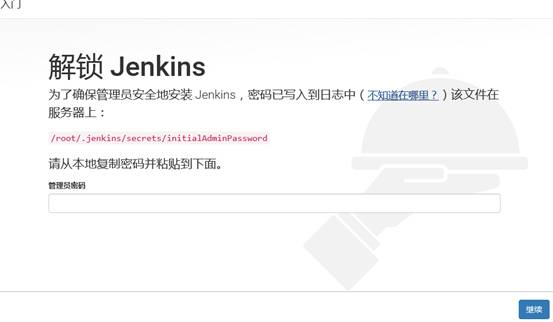 入门
解锁 Jenkins
为了确保管理员安全地安装 Jenkins，密码已写入到日志中（不知道在哪里？）该文件在
服务器上：
/root/.jenkins/secrets/initialAdminPassword
请从本地复制密码并粘贴到下面。
管理员密码
继续